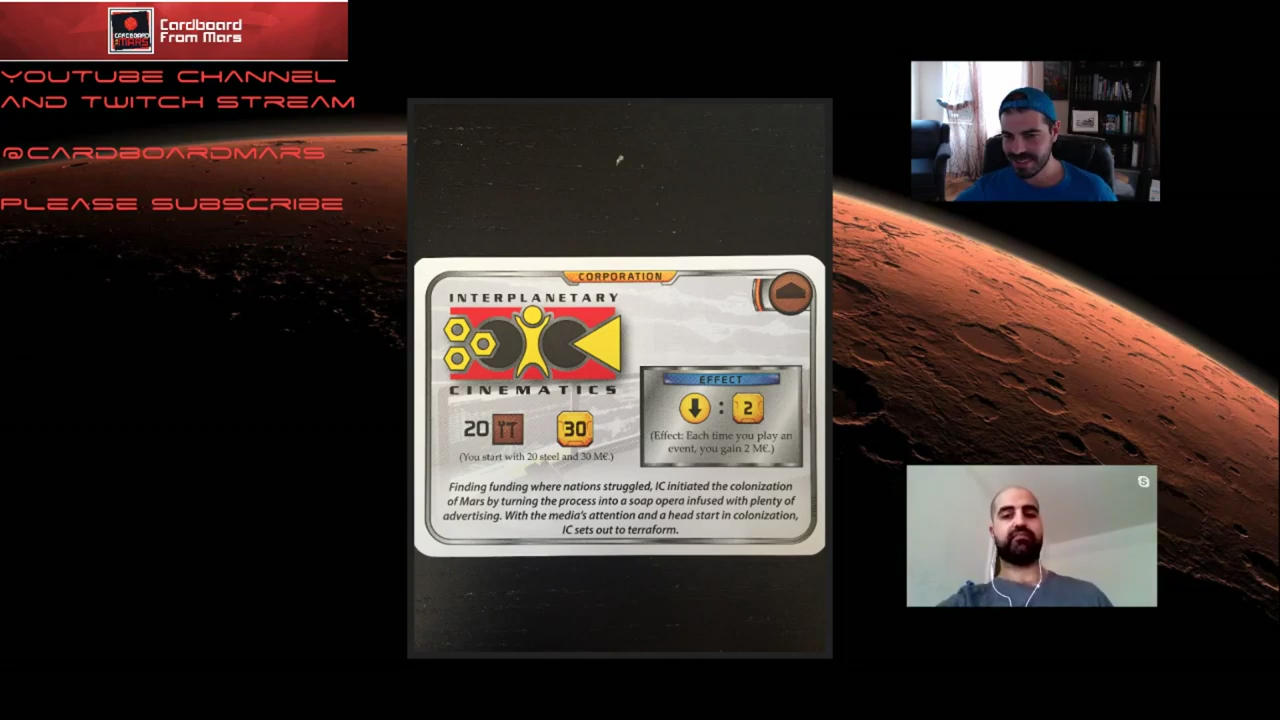 Cardboard
From Mars
CARDBOARD
MARS
YOUTUBE CHANNEL
AND TWITCH STREAM
@CARDBOARDMARS
PLEASE SUBSCRIBE
CORPORATION
INTERPLANETARY
CINEMATICS
20
30
(You start with 20 steel and 30 M€.)
EFFECT
: 2
(Effect: Each time you play an
event, you gain 2 M€.)
Finding funding where nations struggled, IC initiated the colonization
of Mars by turning the process into a soap opera infused with plenty of
advertising. With the media's attention and a head start in colonization,
IC sets out to terraform.
S